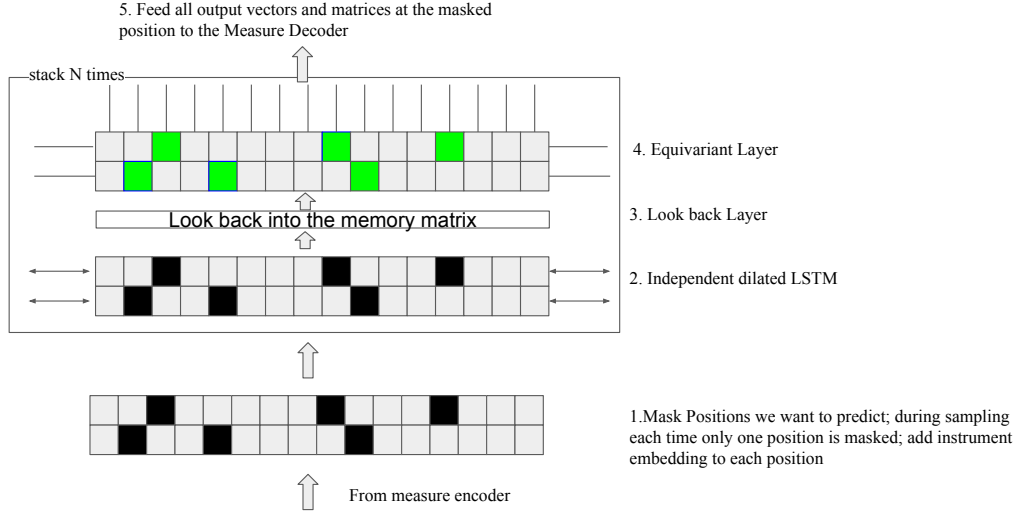 5. Feed all output vectors and matrices at the masked
position to the Measure Decoder
stack N times
4. Equivariant Layer
Look back into the memory matrix
3. Look back Layer
2. Independent dilated LSTM
1.Mask Positions we want to predict; during sampling
each time only one position is masked; add instrument
embedding to each position
From measure encoder